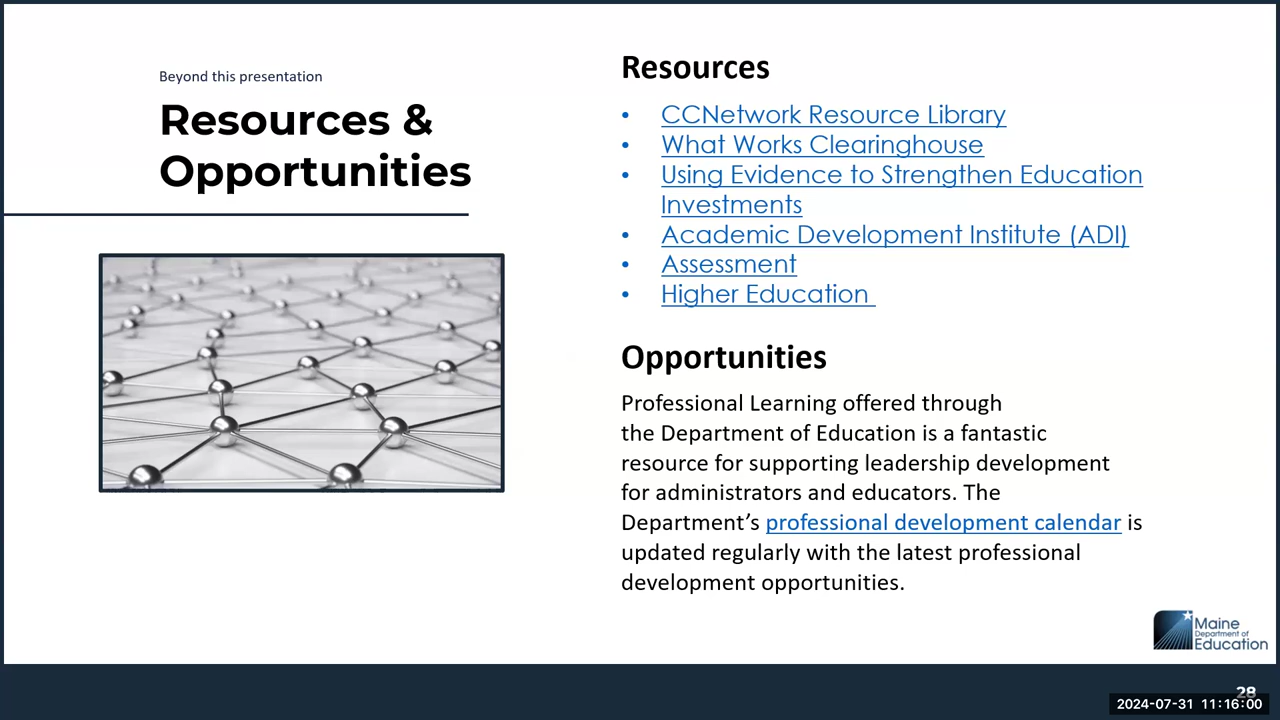 Beyond this presentation
Resources &
Opportunities
Resources
• CCNetwork Resource Library
• What Works Clearinghouse
• Using Evidence to Strengthen Education
Investments
• Academic Development Institute (ADI)
• Assessment
• Higher Education
Opportunities
Professional Learning offered through
the Department of Education is a fantastic
resource for supporting leadership development
for administrators and educators. The
Department’s professional development calendar is
updated regularly with the latest professional
development opportunities.
Maine
Department of
Education
28
2024-07-31 11:16:00